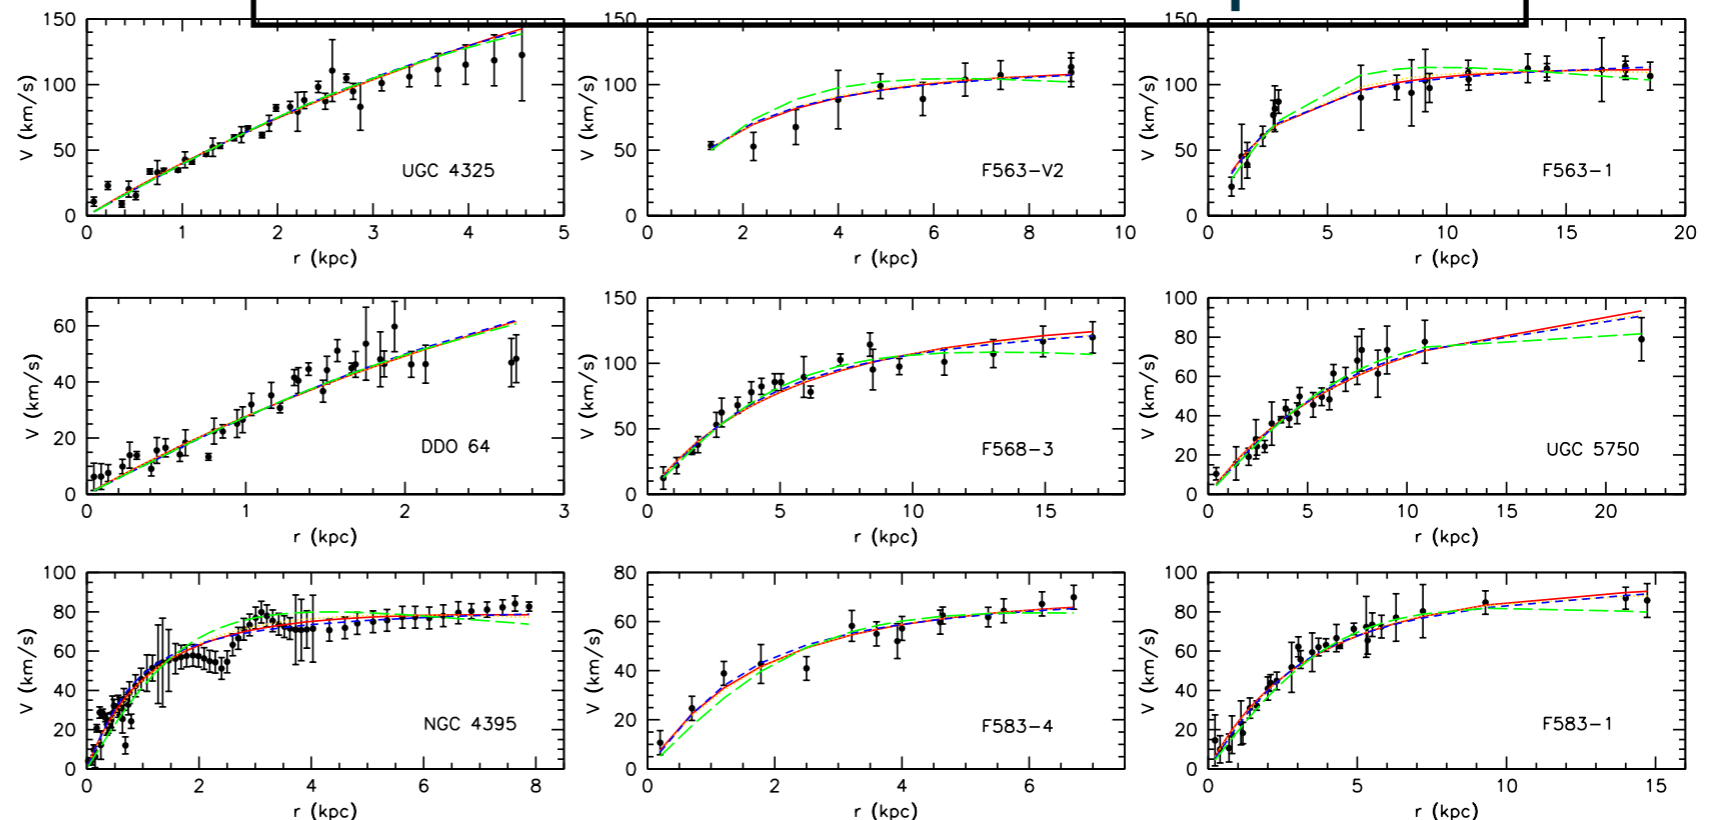 150
100
50
0
V (km/s)
UGC 4325
0 1 2 3 4 5
r (kpc)
150
100
50
0
V (km/s)
F563-V2
0 2 4 6 8 10
r (kpc)
150
100
50
0
V (km/s)
F563-1
0 5 10 15 20
r (kpc)
60
40
20
0
V (km/s)
DDO 64
0 1 2 3
r (kpc)
150
100
50
0
V (km/s)
F568-3
0 5 10 15
r (kpc)
100
80
60
40
20
0
V (km/s)
UGC 5750
0 5 10 15 20
r (kpc)
100
80
60
40
20
0
V (km/s)
NGC 4395
0 2 4 6 8
r (kpc)
80
60
40
20
0
V (km/s)
F583-4
0 2 4 6
r (kpc)
100
80
60
40
20
0
V (km/s)
F583-1
0 5 10 15
r (kpc)